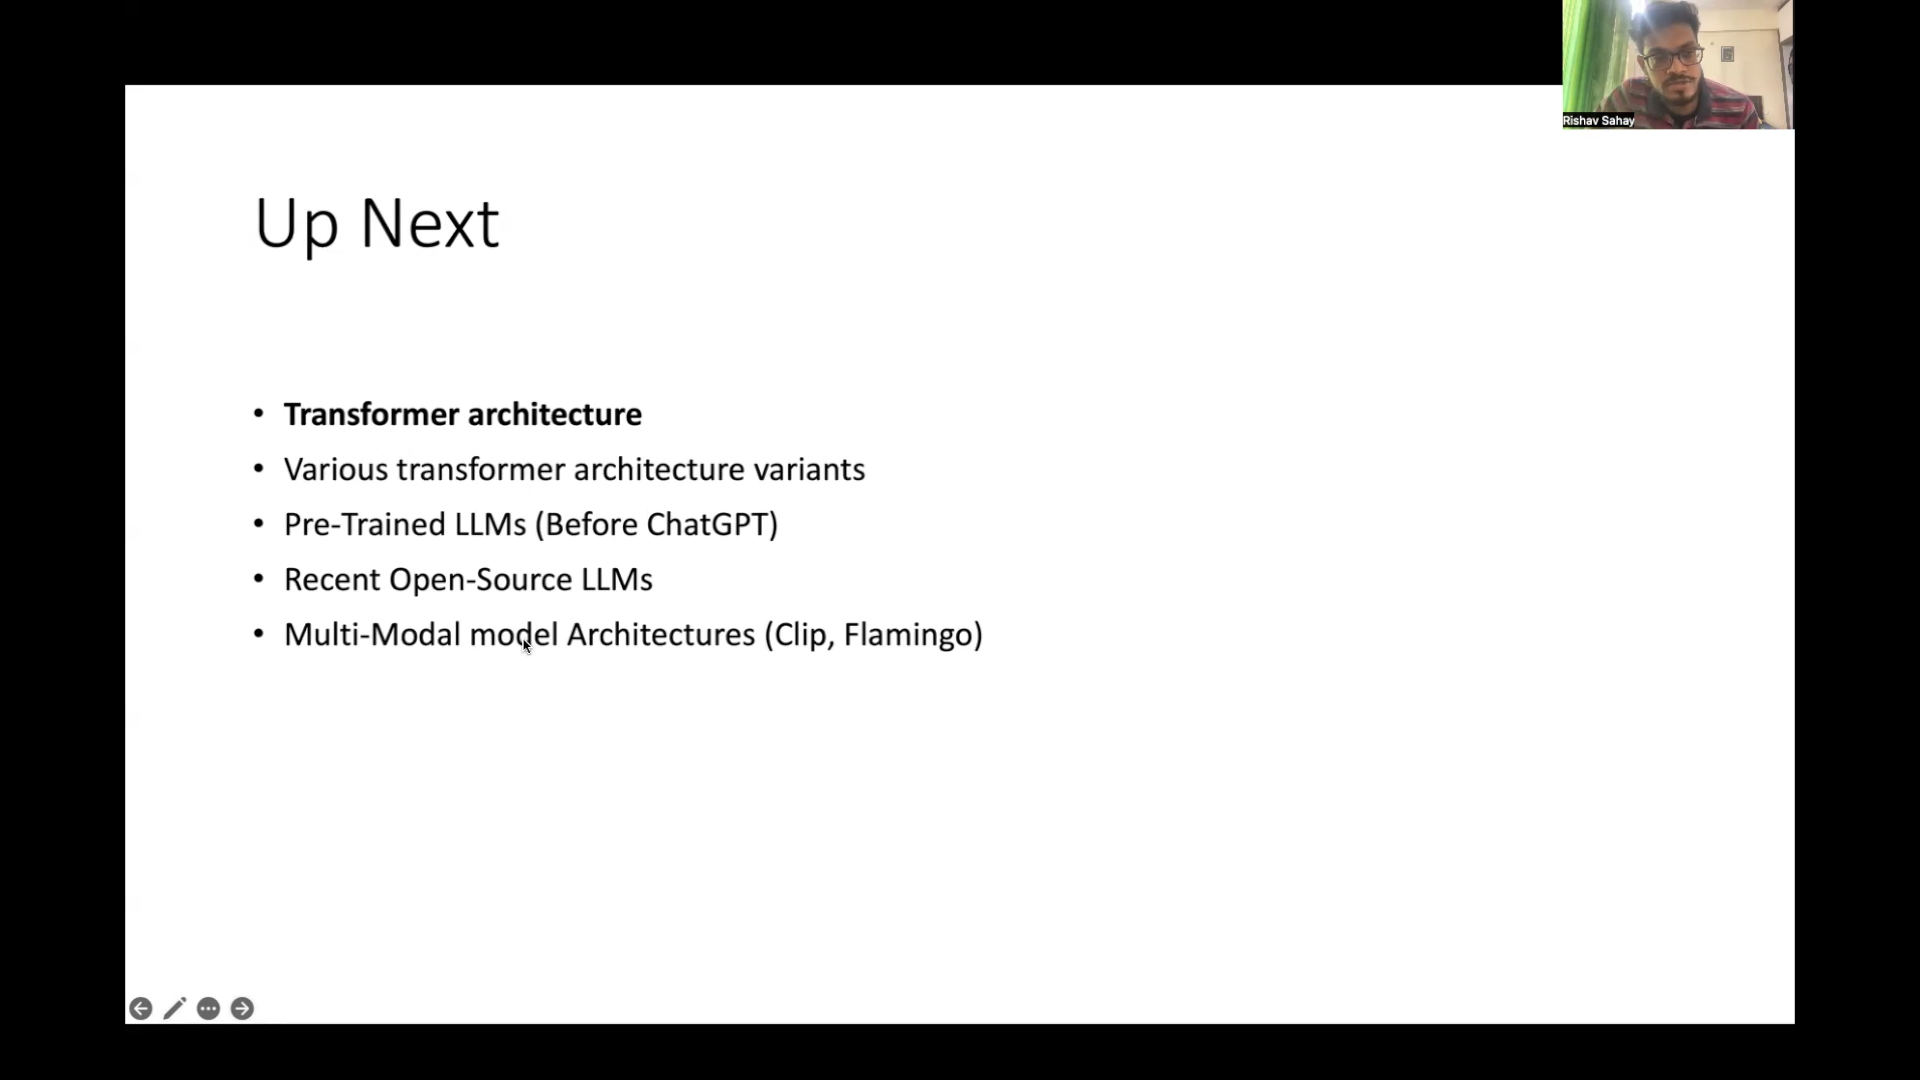 Rishav Sahay
Up Next
• Transformer architecture
• Various transformer architecture variants
• Pre-Trained LLMs (Before ChatGPT)
• Recent Open-Source LLMs
• Multi-Modal model Architectures (Clip, Flamingo)